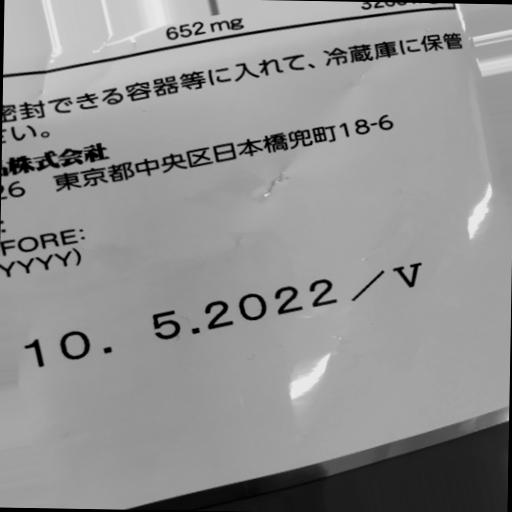 652mg
密封できる容器等に入れて、冷蔵庫に保管
さい。
株式会社
26 東京都中央区日本橋兜町18-6
FORE:
YYYY)
10. 5.2022／V